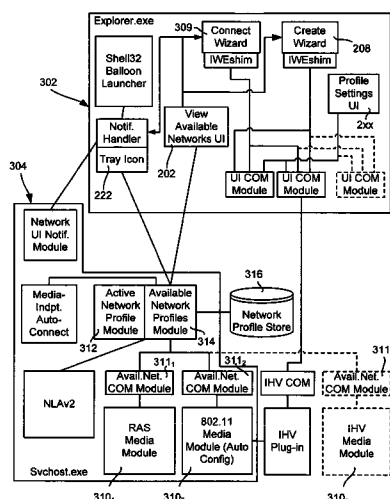 Explorer.exe
309
Connect
Wizard
IWEshim
Create
Wizard
IWEshim
208
302
Shell32
Balloon
Launcher
Profile
Settings
UI
2xx
Notif.
Handler
Tray Icon
222
View
Available
Networks UI
202
304
UI COM
Module
UI COM
Module
UI COM
Module
Network
UI Notif.
Module
316
Media-
Indpt.
Auto-
Connect
Active
Network
Profile
Module
Available
Network
Profiles
Module
312
314
Network
Profile Store
311₁
311₂
311
Avail.Net.
COM Module
Avail.Net.
COM Module
IHV COM
Avail.Net.
COM Module
NLAv2
RAS
Media
Module
802.11
Media
Module (Auto
Config)
IHV
Plug-in
IHV
Media
Module
Svchost.exe
310
310
310